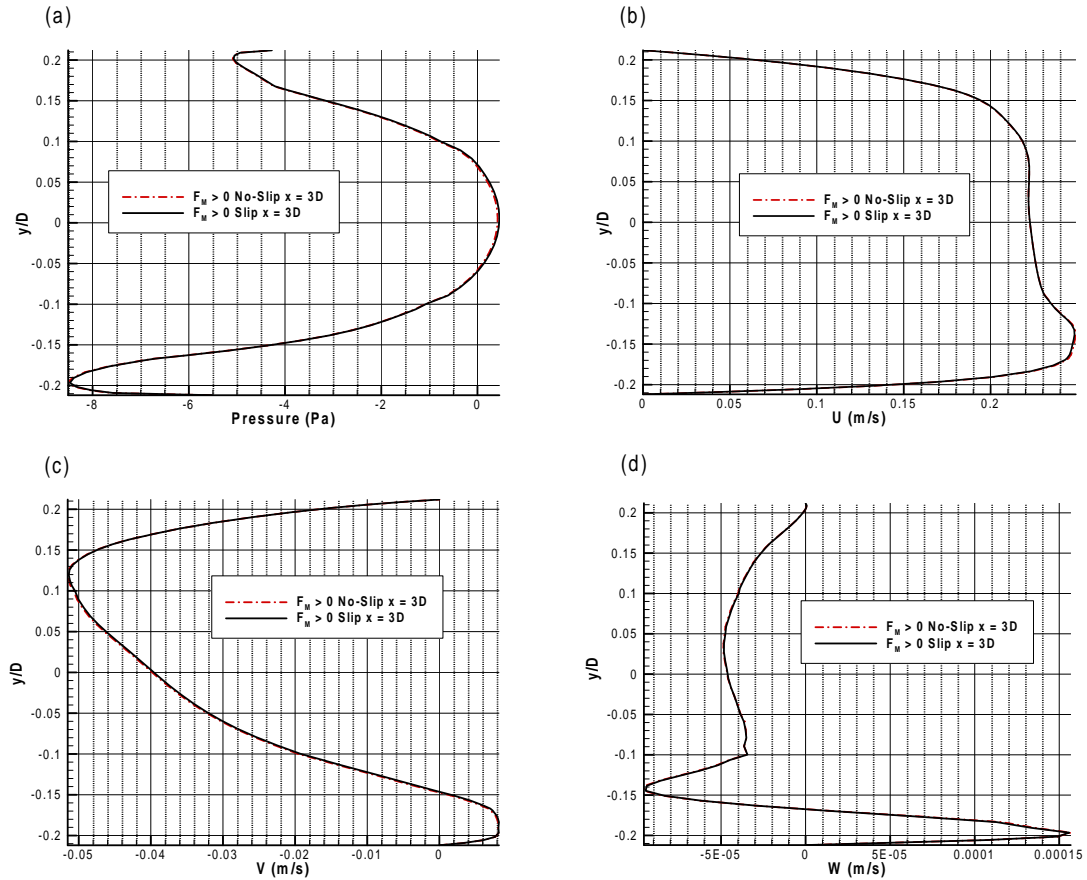 (a)
0.2
0.15
0.1
0.05
0
-0.05
-0.1
-0.15
-0.2
y/D
F_M > 0 No-Slip x = 3D
F_M > 0 Slip x = 3D
-8
-6
-4
-2
0
Pressure (Pa)
(b)
0.2
0.15
0.1
0.05
0
-0.05
-0.1
-0.15
-0.2
y/D
F_M > 0 No-Slip x = 3D
F_M > 0 Slip x = 3D
0
0.05
0.1
0.15
0.2
U (m/s)
(c)
0.2
0.15
0.1
0.05
0
-0.05
-0.1
-0.15
-0.2
y/D
F_M > 0 No-Slip x = 3D
F_M > 0 Slip x = 3D
-0.05
-0.04
-0.03
-0.02
-0.01
0
V (m/s)
(d)
0.2
0.15
0.1
0.05
0
-0.05
-0.1
-0.15
-0.2
y/D
F_M > 0 No-Slip x = 3D
F_M > 0 Slip x = 3D
-5E-05
0
5E-05
0.0001
0.00015
W (m/s)